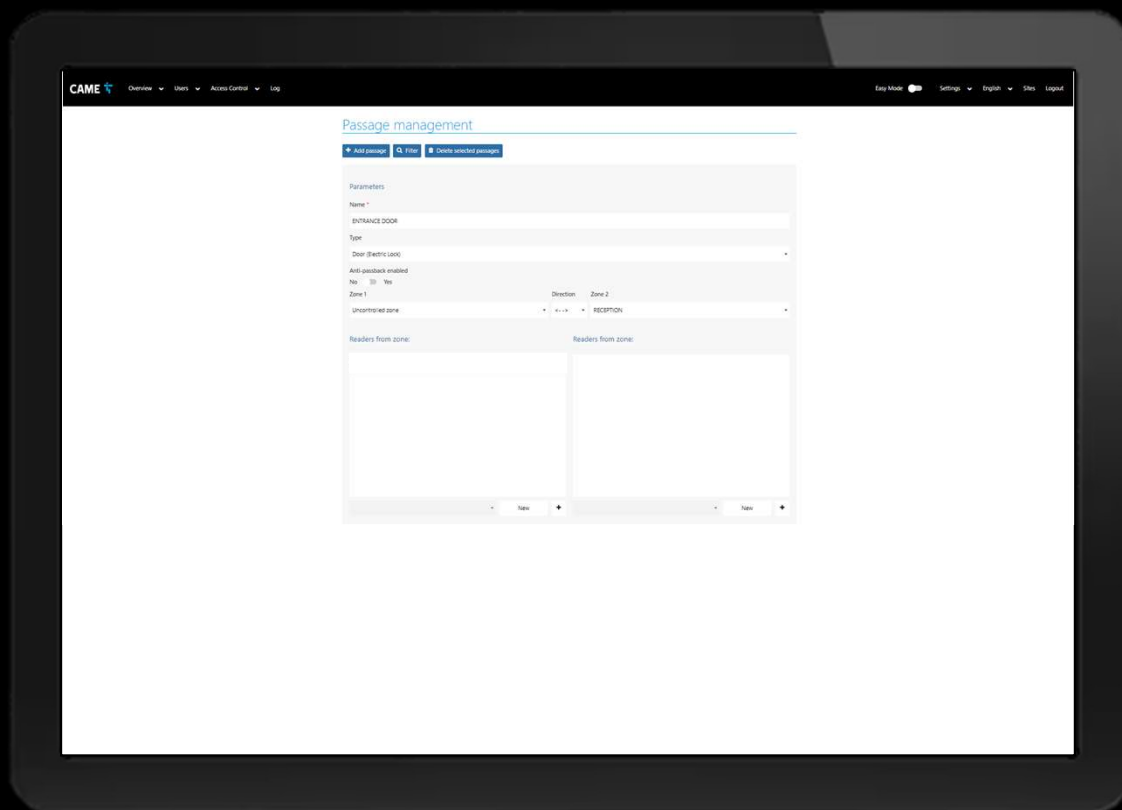 CAME Overview Users Access Control Log Easy Mode Settings English Sites Logout
Passage management
Add passage Filter Delete selected passages
Parameters
Name *
ENTRANCE DOOR
Type
Door (Electric Lock)
Anti-passback enabled
No Yes
Zone 1 Direction Zone 2
Uncontrolled zone <--> RECEPTION
Readers from zone: Readers from zone:
New + New +